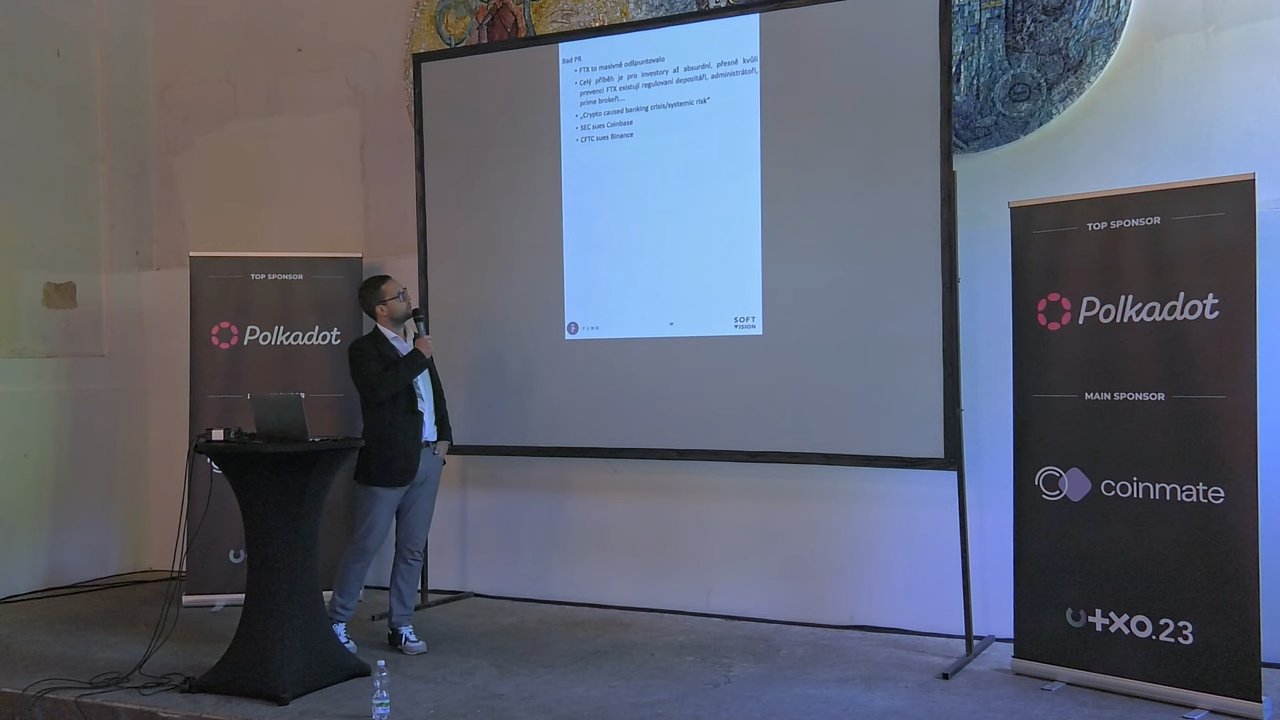 Bad PR
• FTX to masivně odšpuntovalo
• Celý příběh je pro investory až absurdní, přesně kvůli
prevenci FTX existují regulovaní depositáři, administrátoři,
prime brokeři....
• „Crypto caused banking crisis/systemic risk"
• SEC sues Coinbase
• CFTC sues Binance
FUND
SOFT
VISION
TOP SPONSOR
Polkadot
TOP SPONSOR
Polkadot
MAIN SPONSOR
coinmate
utxo.23